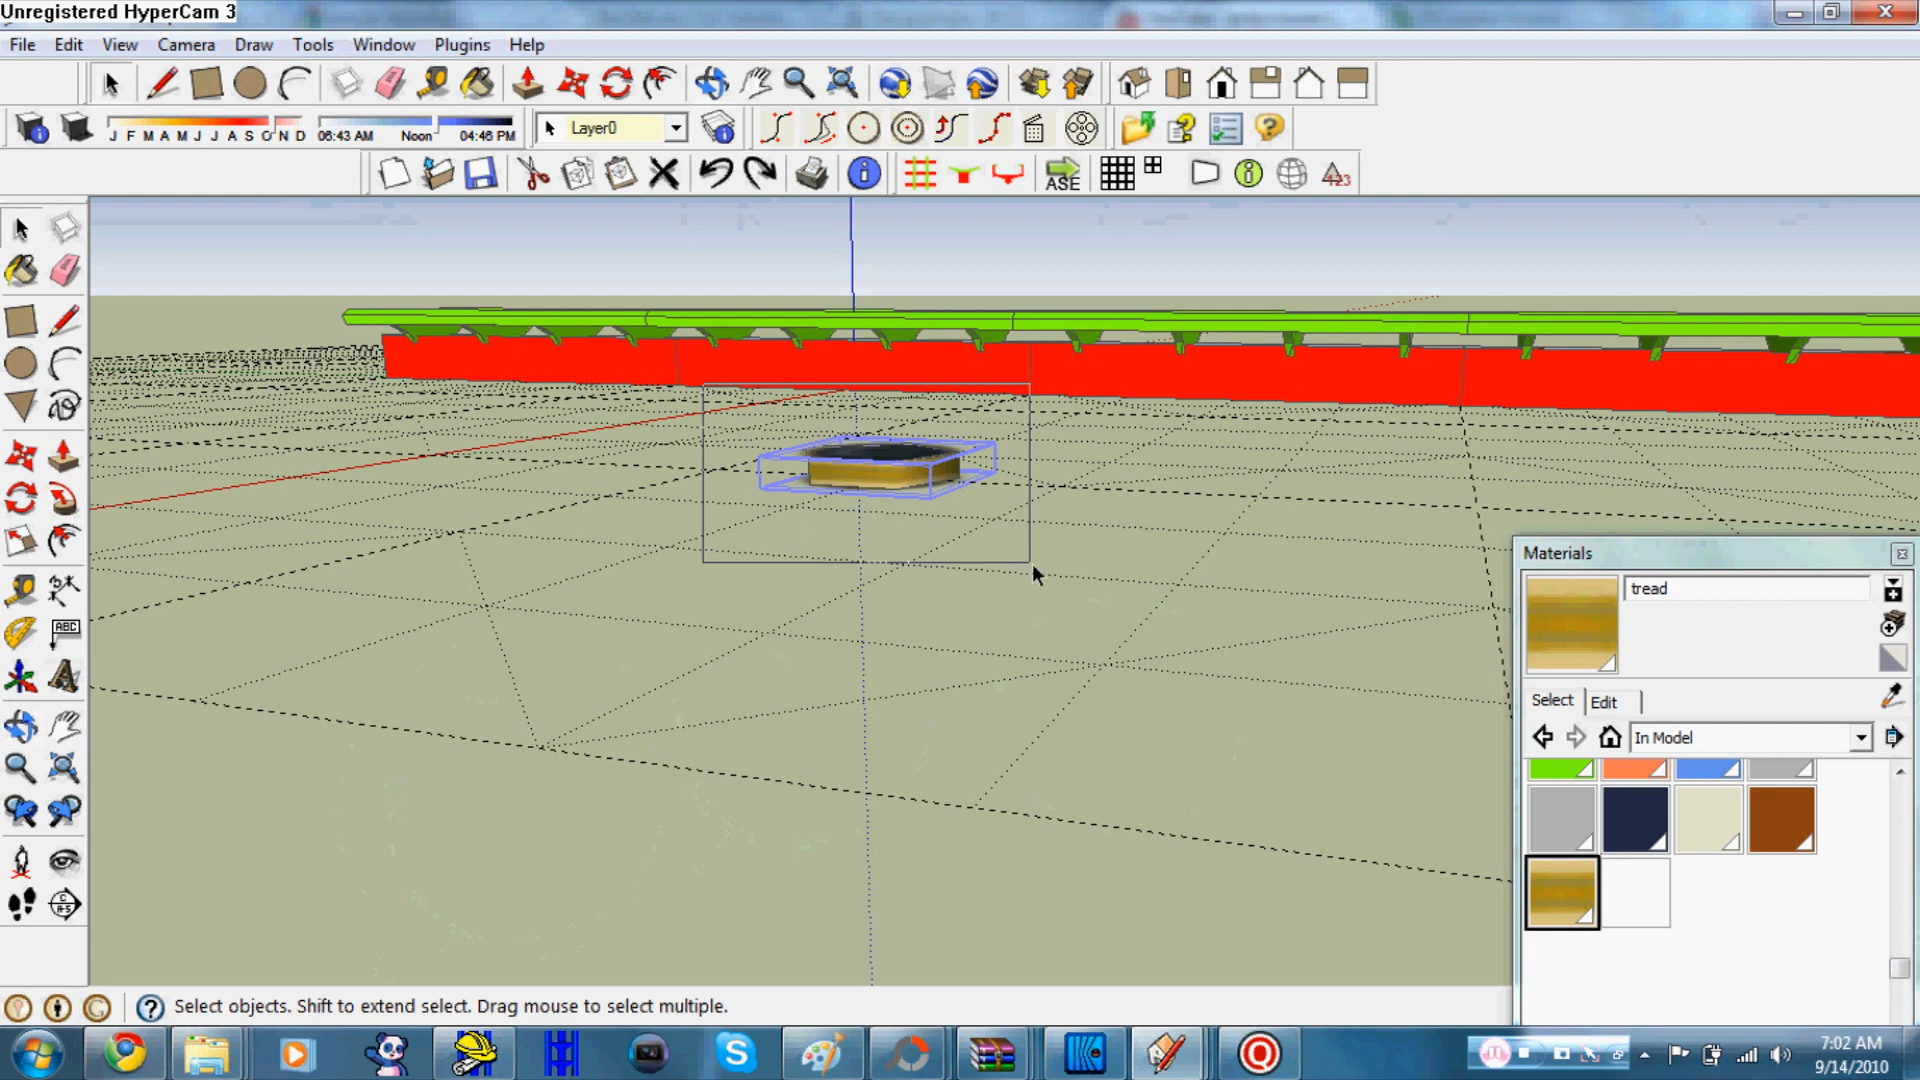 Unregistered HyperCam 3
File Edit View Camera Draw Tools Window Plugins Help
J F M A M J J A S O N D 06:43 AM Noon 04:46 PM Layer0
ASE 123
ABC
Materials
tread
Select Edit
In Model
Select objects. Shift to extend select. Drag mouse to select multiple.
7:02 AM
9/14/2010